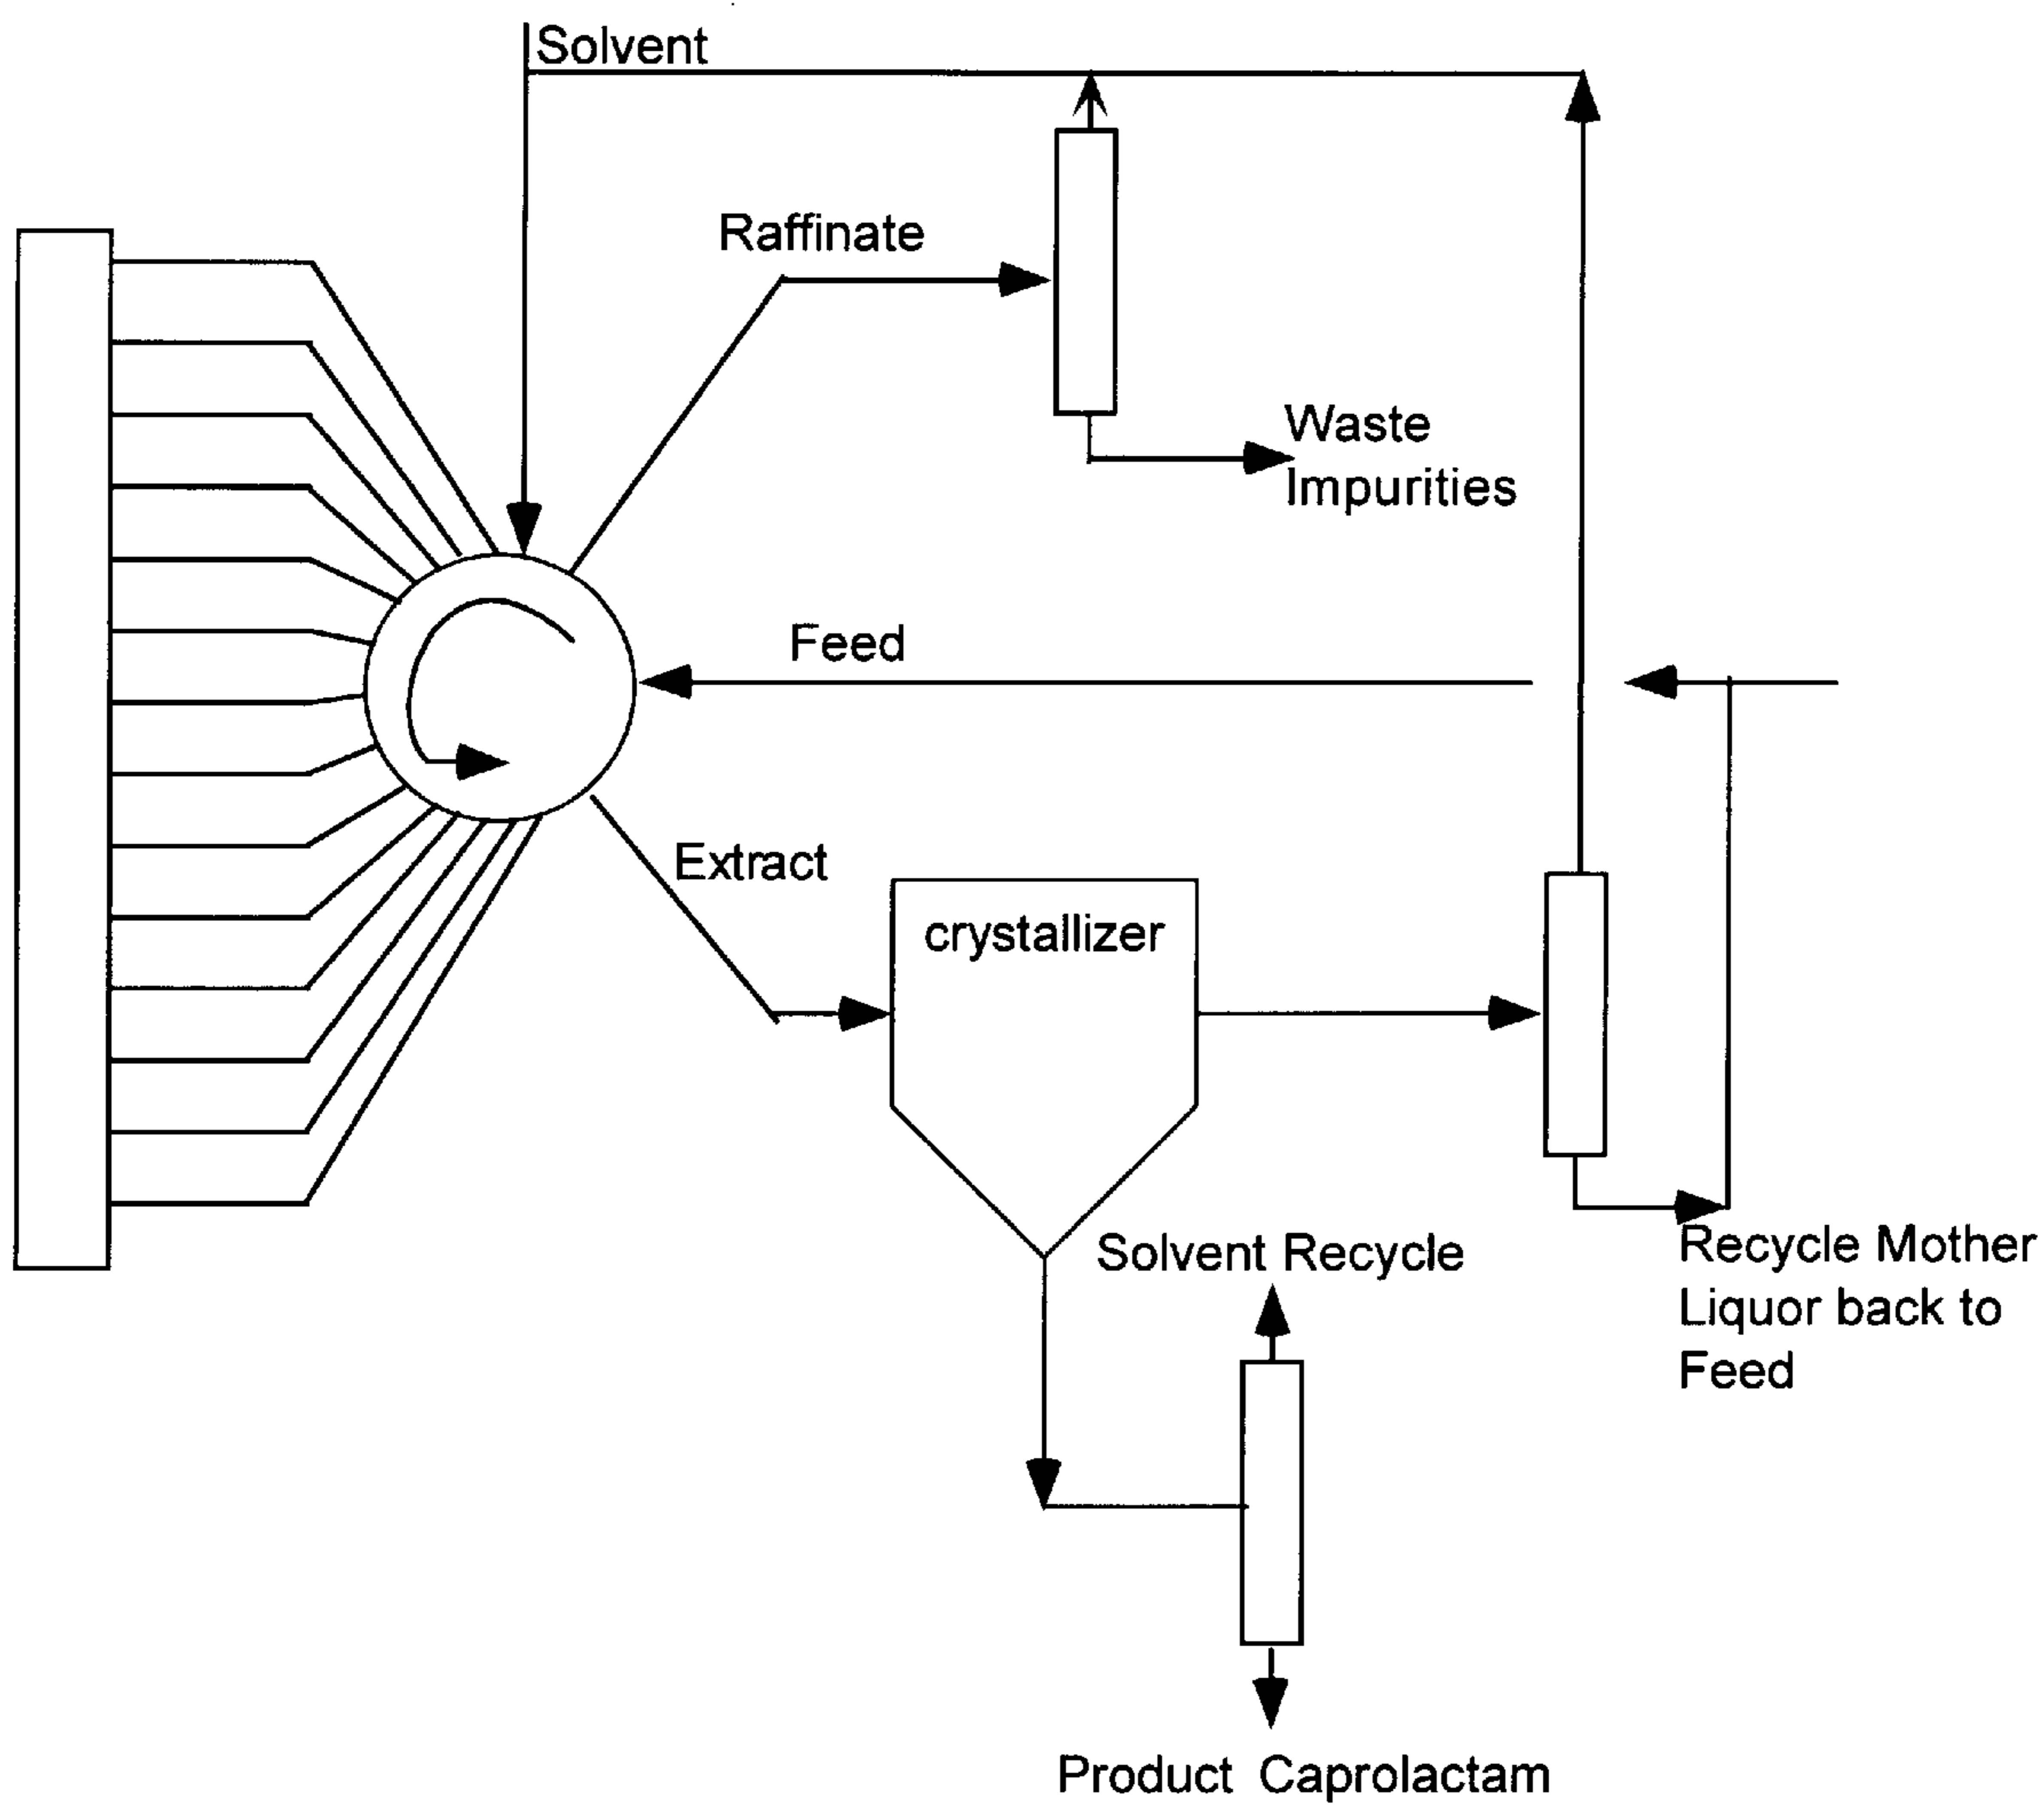 Solvent
Raffinate
Waste
Impurities
Feed
Extract
crystallizer
Solvent Recycle
Recycle Mother
Liquor back to
Feed
Product Caprolactam